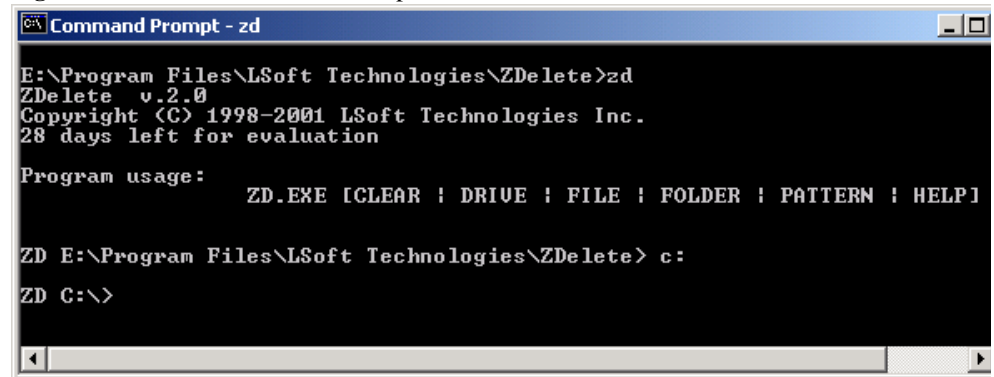 Command Prompt - zd
E:\Program Files\LSoft Technologies\ZDelete>zd
ZDelete v.2.0
Copyright (C) 1998-2001 LSoft Technologies Inc.
28 days left for evaluation
Program usage:
ZD.EXE [CLEAR ¦ DRIVE ¦ FILE ¦ FOLDER ¦ PATTERN ¦ HELP]
ZD E:\Program Files\LSoft Technologies\ZDelete> c:
ZD C:\>